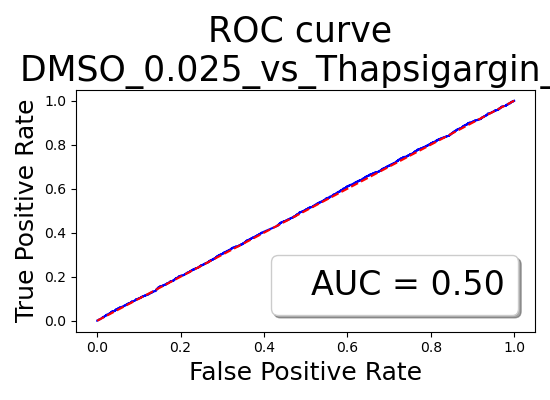 ROC curve
DMSO_0.025_vs_Thapsigargin_
True Positive Rate
1.0
0.8
0.6
0.4
0.2
0.0
AUC = 0.50
0.0 0.2 0.4 0.6 0.8 1.0
False Positive Rate